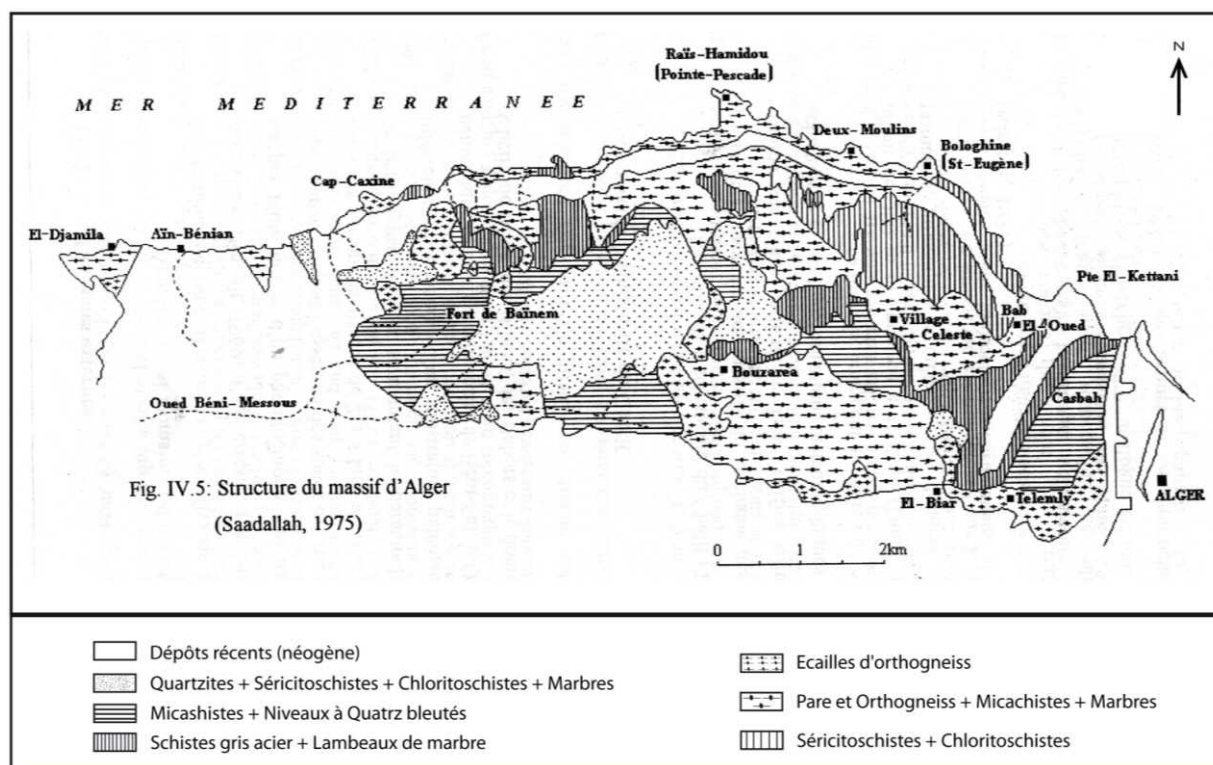 N
Raïs-Hamidou
(Pointe-Pescade)
MER MEDITERRANEE
Deux-Moulins
Bologhine
(St-Eugène)
Cap-Caxine
El-Djamila
Aïn-Bénian
Pte El-Kettani
Fort de Baïnem
Bab
El-Oued
Village
Celeste
Bouzarea
Casbah
Oued Béni-Messous
Fig. IV.5: Structure du massif d'Alger
(Saadallah, 1975)
El-Biar
Telemly
ALGER
0 1 2km
Dépôts récents (néogène)
Quartzites + Séricitoschistes + Chloritoschistes + Marbres
Micashistes + Niveaux à Quatrz bleutés
Schistes gris acier + Lambeaux de marbre
Ecailles d'orthogneiss
Pare et Orthogneiss + Micachistes + Marbres
Séricitoschistes + Chloritoschistes